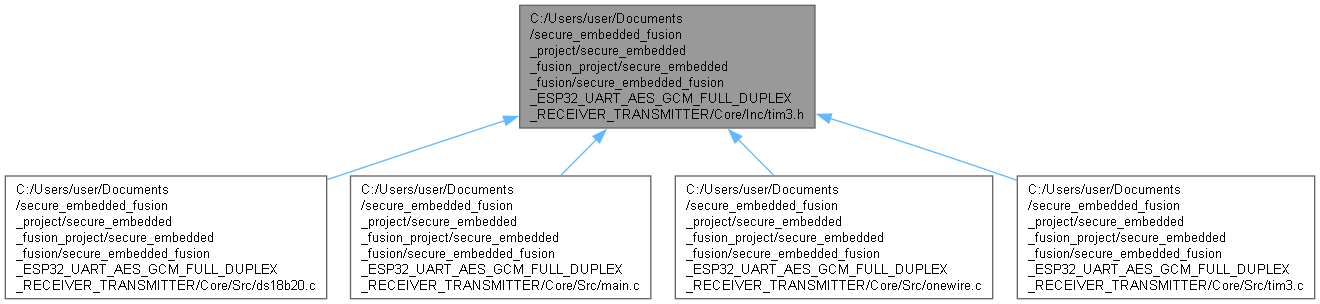 C:/Users/user/Documents
/secure_embedded_fusion
_project/secure_embedded
_fusion_project/secure_embedded
_fusion/secure_embedded_fusion
_ESP32_UART_AES_GCM_FULL_DUPLEX
_RECEIVER_TRANSMITTER/Core/Inc/tim3.h
C:/Users/user/Documents
/secure_embedded_fusion
_project/secure_embedded
_fusion_project/secure_embedded
_fusion/secure_embedded_fusion
_ESP32_UART_AES_GCM_FULL_DUPLEX
_RECEIVER_TRANSMITTER/Core/Src/ds18b20.c
C:/Users/user/Documents
/secure_embedded_fusion
_project/secure_embedded
_fusion_project/secure_embedded
_fusion/secure_embedded_fusion
_ESP32_UART_AES_GCM_FULL_DUPLEX
_RECEIVER_TRANSMITTER/Core/Src/main.c
C:/Users/user/Documents
/secure_embedded_fusion
_project/secure_embedded
_fusion_project/secure_embedded
_fusion/secure_embedded_fusion
_ESP32_UART_AES_GCM_FULL_DUPLEX
_RECEIVER_TRANSMITTER/Core/Src/onewire.c
C:/Users/user/Documents
/secure_embedded_fusion
_project/secure_embedded
_fusion_project/secure_embedded
_fusion/secure_embedded_fusion
_ESP32_UART_AES_GCM_FULL_DUPLEX
_RECEIVER_TRANSMITTER/Core/Src/tim3.c